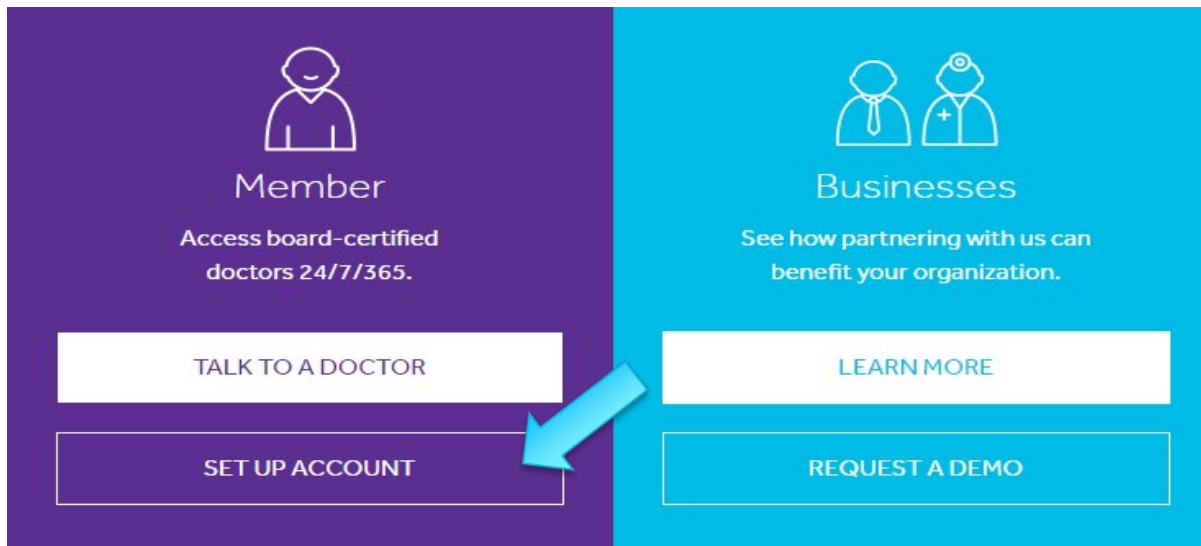 Member
Access board-certified
doctors 24/7/365.
TALK TO A DOCTOR
SET UP ACCOUNT
Businesses
See how partnering with us can
benefit your organization.
LEARN MORE
REQUEST A DEMO